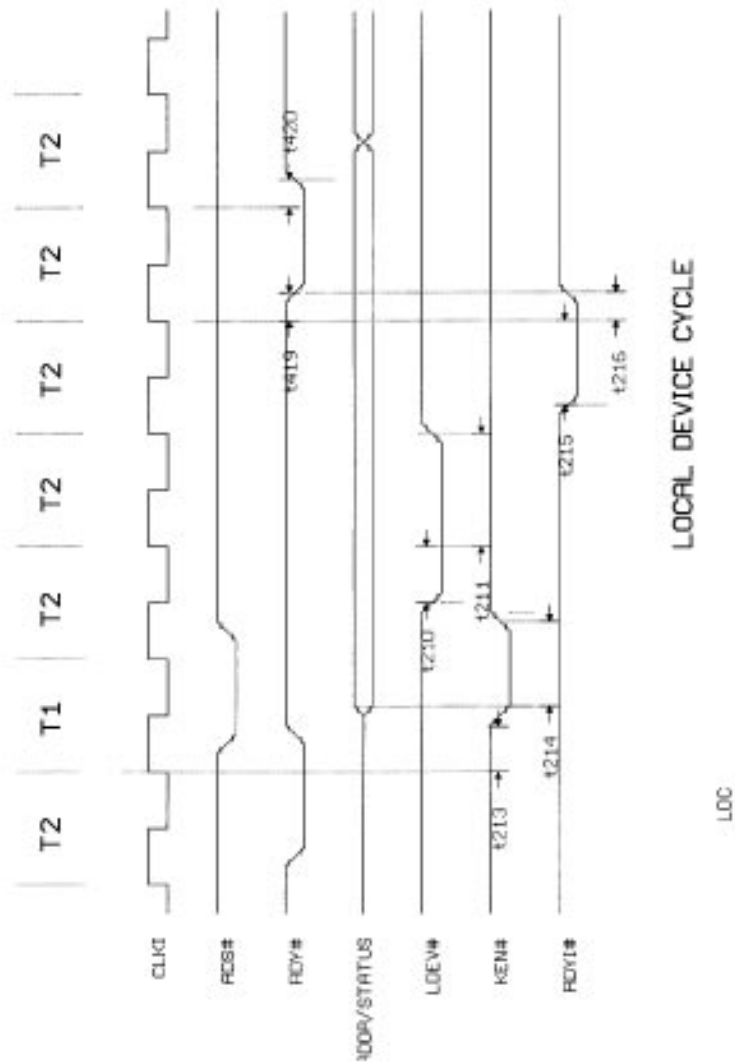 T2
T1
T2
T2
T2
T2
T2
CLKI
ADS#
RDY#
t419
t420
ADDR/STATUS
LDEV#
t210
t211
KEN#
t213
t214
RDYI#
t215
t216
LOCAL DEVICE CYCLE
LOC